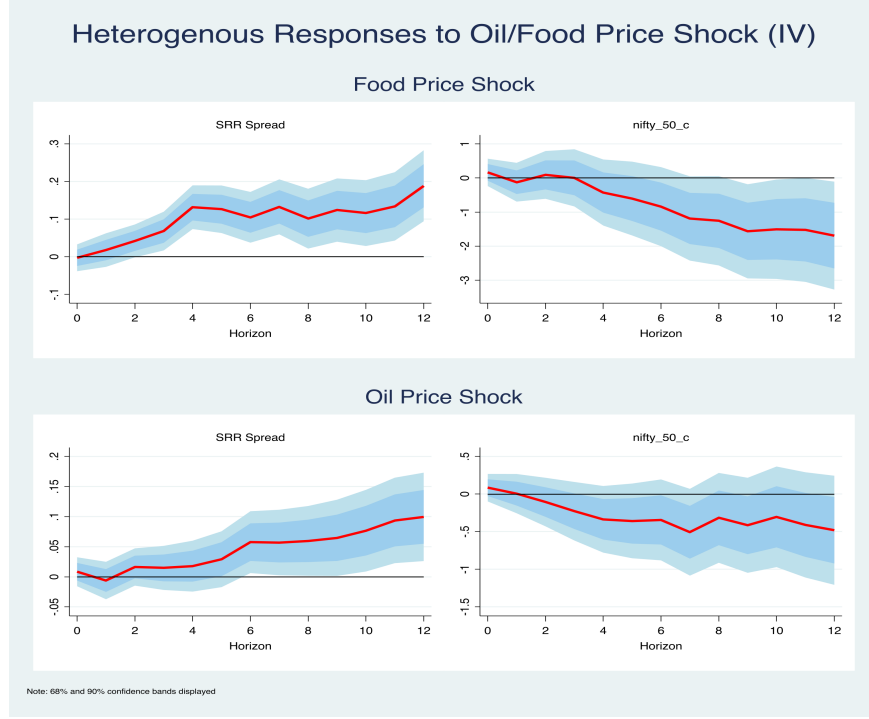 Heterogenous Responses to Oil/Food Price Shock (IV)
Food Price Shock
SRR Spread
.3
.2
.1
0
-.1
0 2 4 6 8 10 12
Horizon
nifty_50_c
1
0
-1
-2
-3
0 2 4 6 8 10 12
Horizon
Oil Price Shock
SRR Spread
.2
.15
.1
.05
0
-.05
0 2 4 6 8 10 12
Horizon
nifty_50_c
.5
0
-.5
-1
-1.5
0 2 4 6 8 10 12
Horizon
Note: 68% and 90% confidence bands displayed